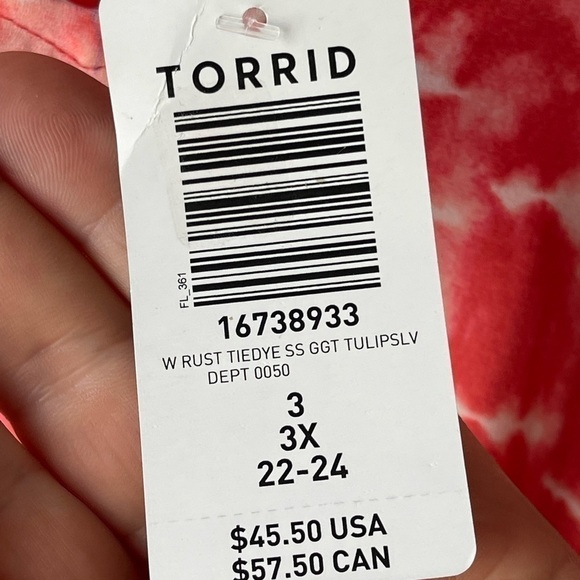 TORRID
FL_361
16738933
W RUST TIEDYE SS GGT TULIPSLV
DEPT 0050
3
3X
22-24
$45.50 USA
$57.50 CAN